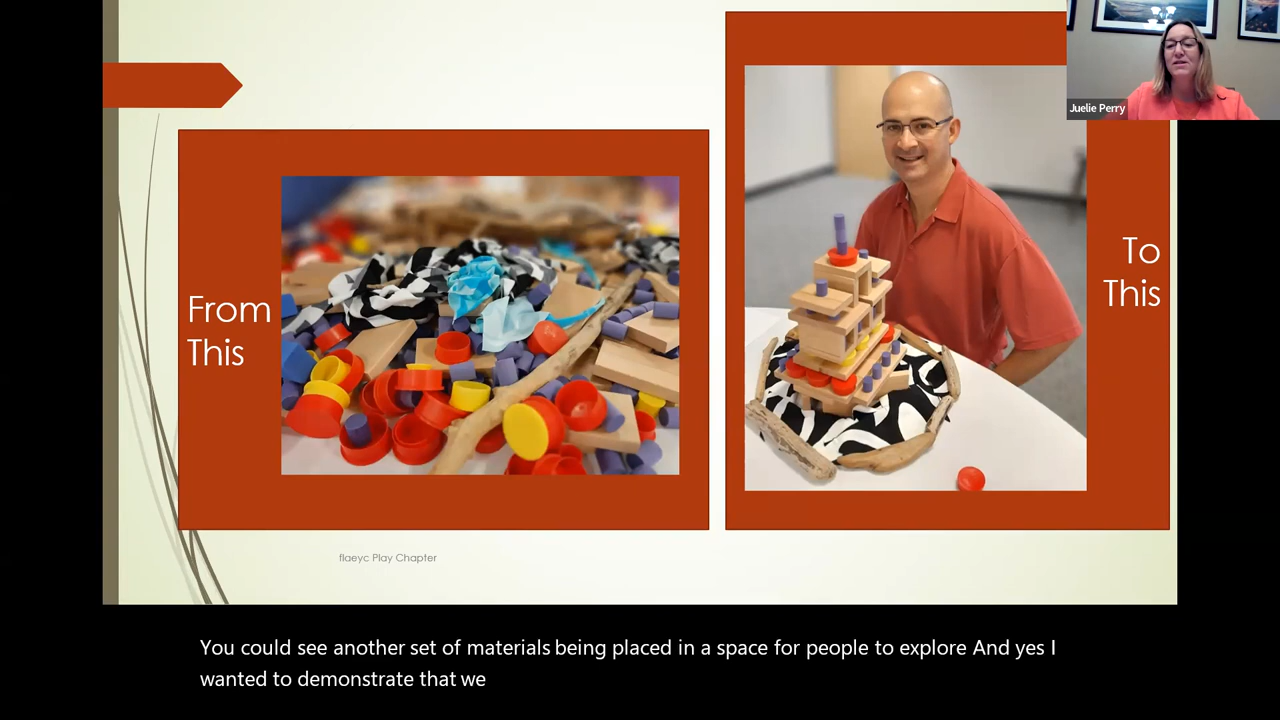 Juelie Perry
From
This
To
This
flaeyc Play Chapter
You could see another set of materials being placed in a space for people to explore And yes I
wanted to demonstrate that we